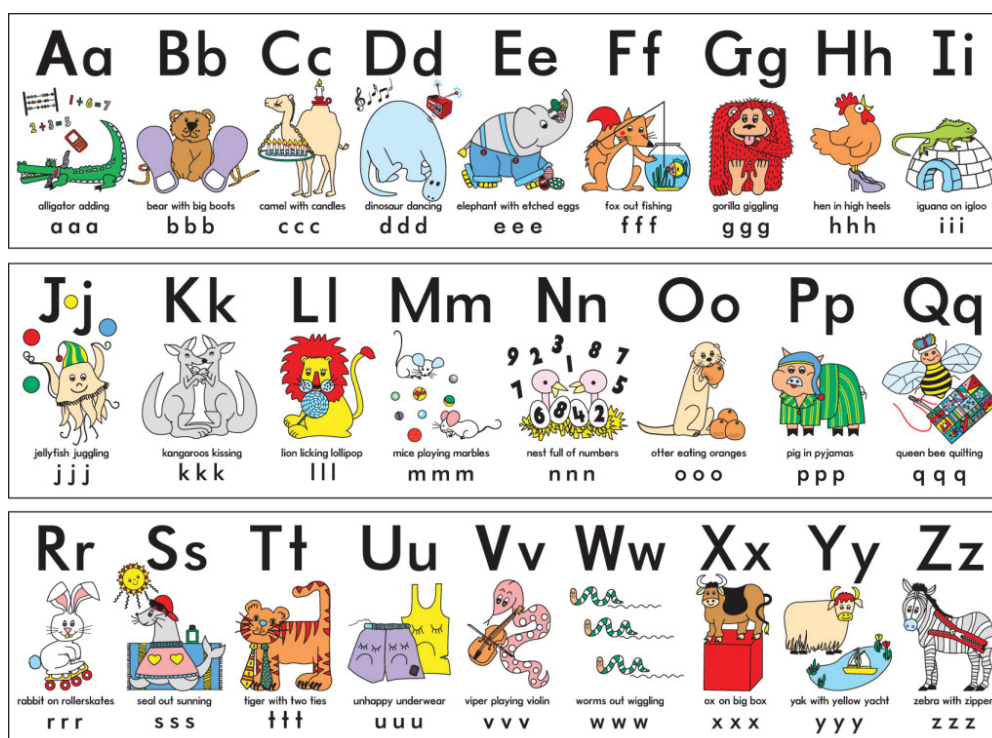 Aa Bb Cc Dd Ee Ff Gg Hh Ii
1+6=7
2+3=5
alligator adding bear with big boots camel with candles dinosaur dancing elephant with etched eggs fox out fishing gorilla giggling hen in high heels iguana on igloo
a a a b b b c c c d d d e e e f f f g g g h h h i i i
Jj Kk Ll Mm Nn Oo Pp Qq
9 2 3 1 8 7
7 5
6 8 4 2
jellyfish juggling kangaroos kissing lion licking lollipop mice playing marbles nest full of numbers otter eating oranges pig in pyjamas queen bee quilting
j j j k k k l l l m m m n n n o o o p p p q q q
Rr Ss Tt Uu Vv Ww Xx Yy Zz
rabbit on rollerskates seal out sunning tiger with two ties unhappy underwear viper playing violin worms out wiggling ox on big box yak with yellow yacht zebra with zipper
r r r s s s t t t u u u v v v w w w x x x y y y z z z